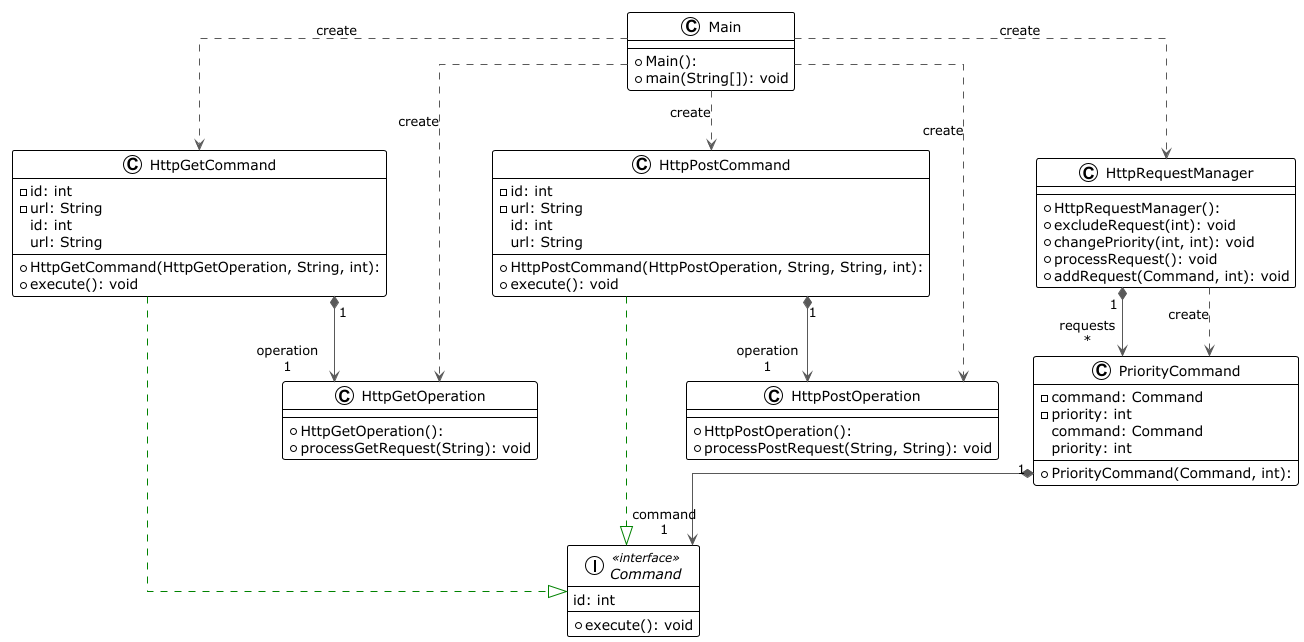 C Main
Main():
main(String[]): void
create
create
create
create
create
C HttpGetCommand
id: int
url: String
id: int
url: String
HttpGetCommand(HttpGetOperation, String, int):
execute(): void
C HttpPostCommand
id: int
url: String
id: int
url: String
HttpPostCommand(HttpPostOperation, String, String, int):
execute(): void
C HttpRequestManager
HttpRequestManager():
excludeRequest(int): void
changePriority(int, int): void
processRequest(): void
addRequest(Command, int): void
1
operation
1
1
operation
1
1
requests
*
create
C HttpGetOperation
HttpGetOperation():
processGetRequest(String): void
C HttpPostOperation
HttpPostOperation():
processPostRequest(String, String): void
C PriorityCommand
command: Command
priority: int
command: Command
priority: int
PriorityCommand(Command, int):
1
command
1
I «interface»
Command
id: int
execute(): void